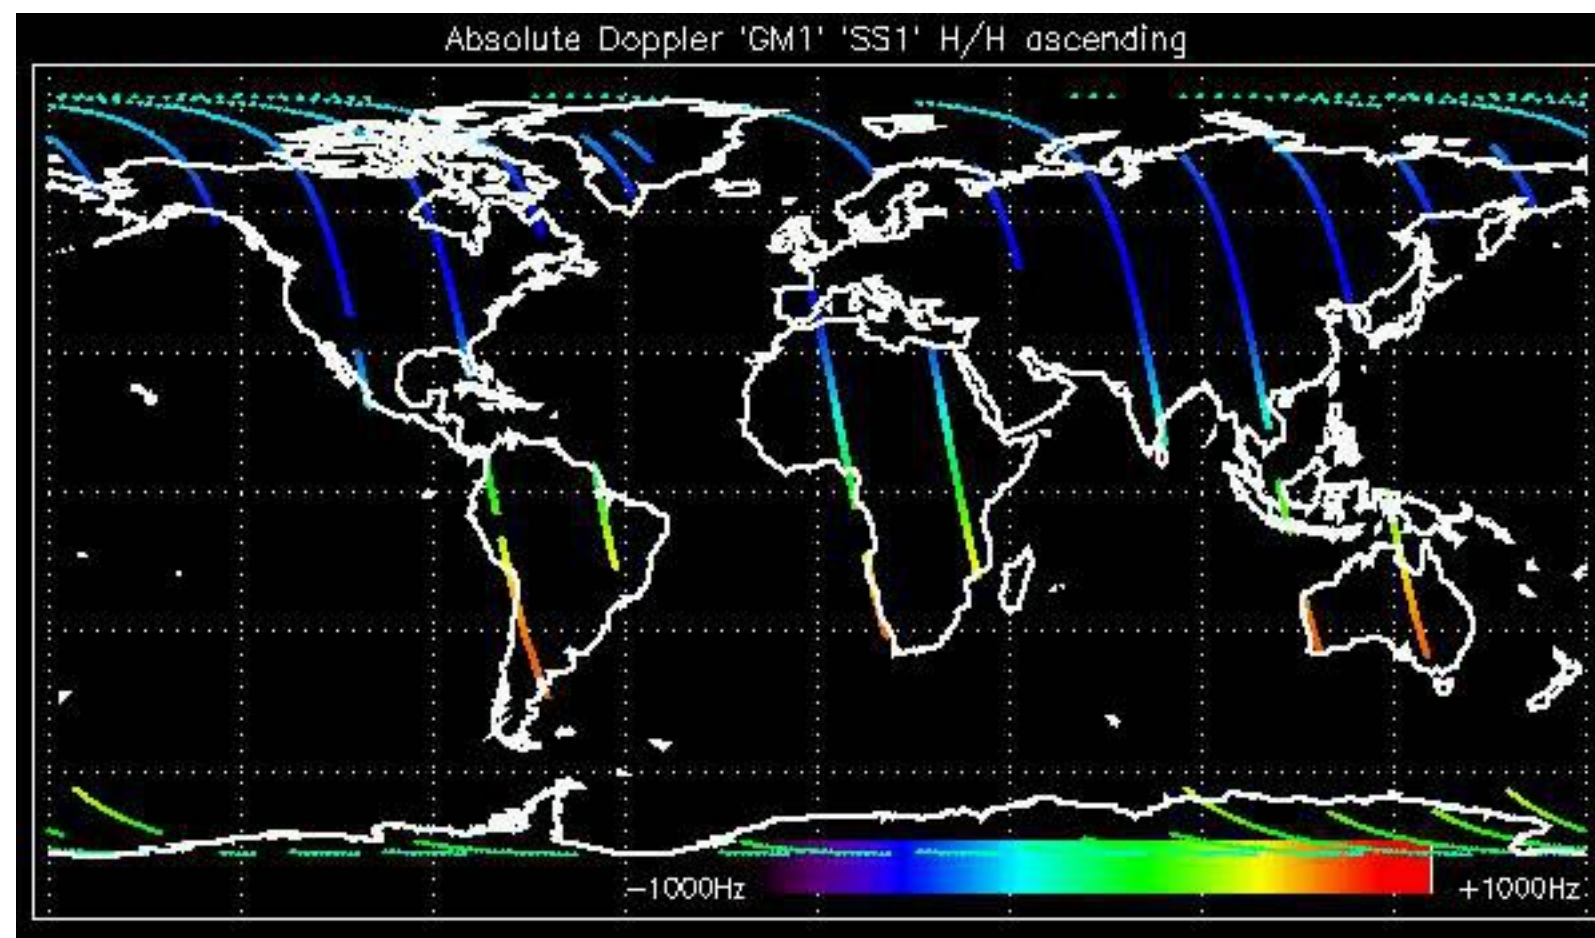 Absolute Doppler 'GM1' 'SS1' H/H ascending
−1000Hz
+1000Hz